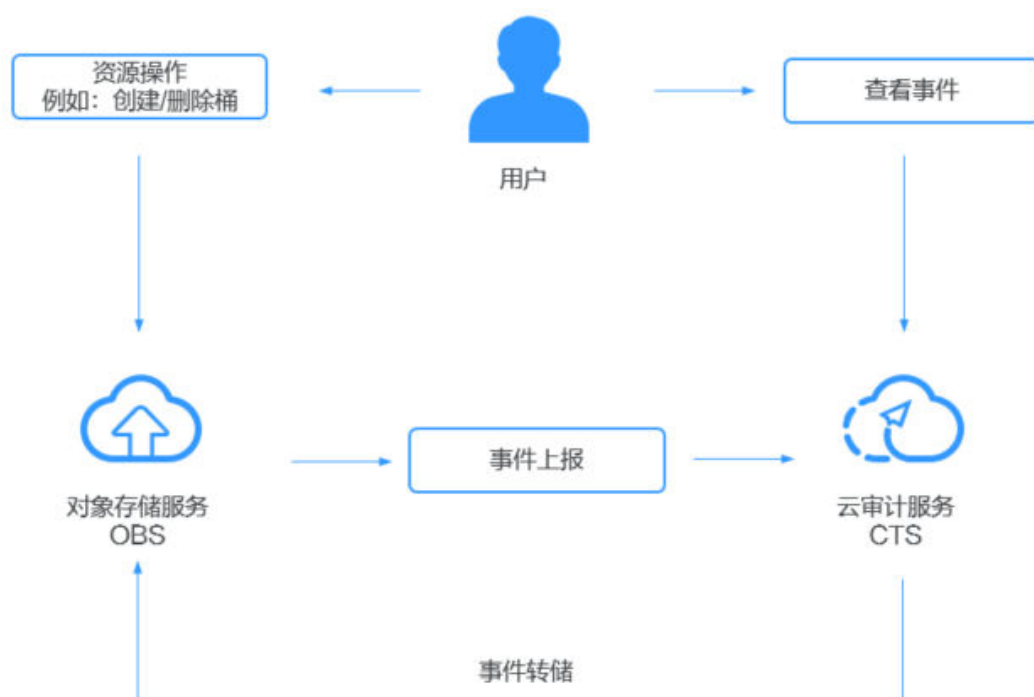 资源操作
例如：创建/删除桶
查看事件
用户
事件上报
对象存储服务
OBS
云审计服务
CTS
事件转储